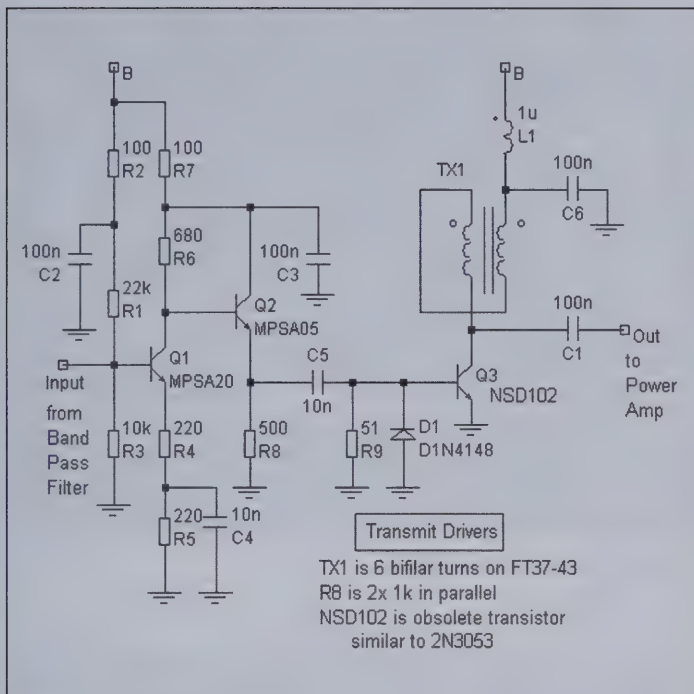 B
B
1u
L1
100
R2
100
R7
TX1
100n
C6
100n
C2
680
R6
100n
C3
22k
R1
Q2
MPSA05
100n
C1
Q1
MPSA20
C5
10n
Q3
NSD102
Out
to
Power
Amp
Input
from
Band
Pass
Filter
10k
R3
220
R4
500
R8
51
R9
D1
D1N4148
220
R5
10n
C4
Transmit Drivers
TX1 is 6 bifilar turns on FT37-43
R8 is 2x 1k in parallel
NSD102 is obsolete transistor
similar to 2N3053